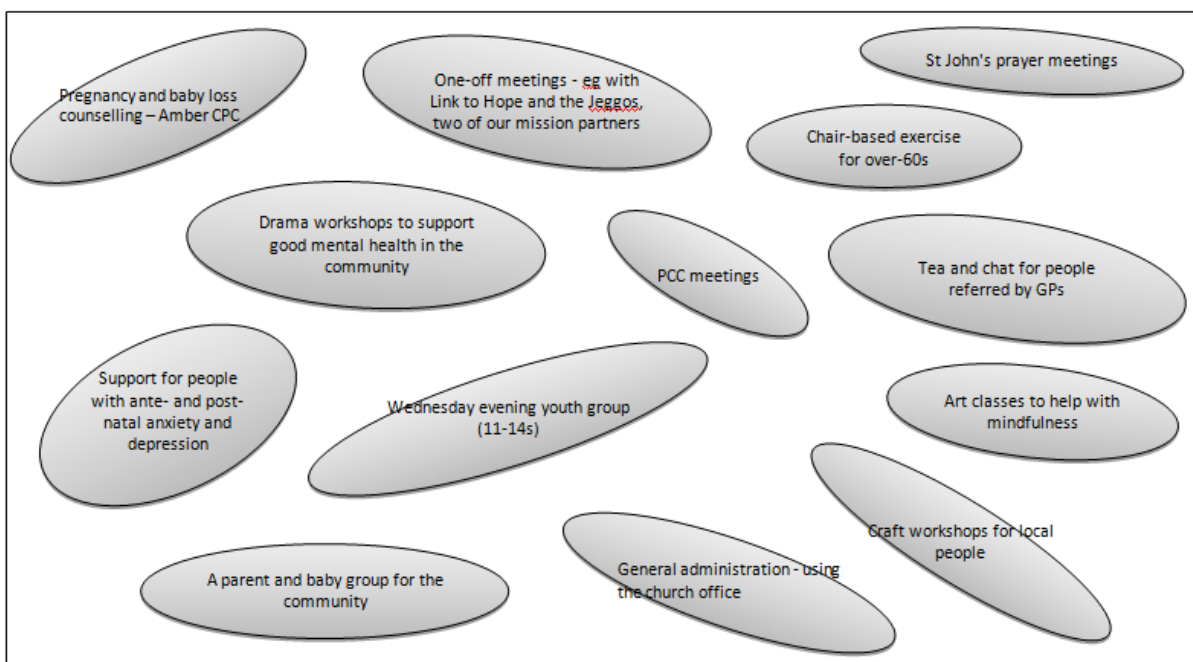 Pregnancy and baby loss
counselling – Amber CPC
One-off meetings - eg with
Link to Hope and the Jeggos,
two of our mission partners
St John's prayer meetings
Chair-based exercise
for over-60s
Drama workshops to support
good mental health in the
community
PCC meetings
Tea and chat for people
referred by GPs
Support for people
with ante- and post-
natal anxiety and
depression
Wednesday evening youth group
(11-14s)
Art classes to help with
mindfulness
Craft workshops for local
people
A parent and baby group for the
community
General administration - using
the church office